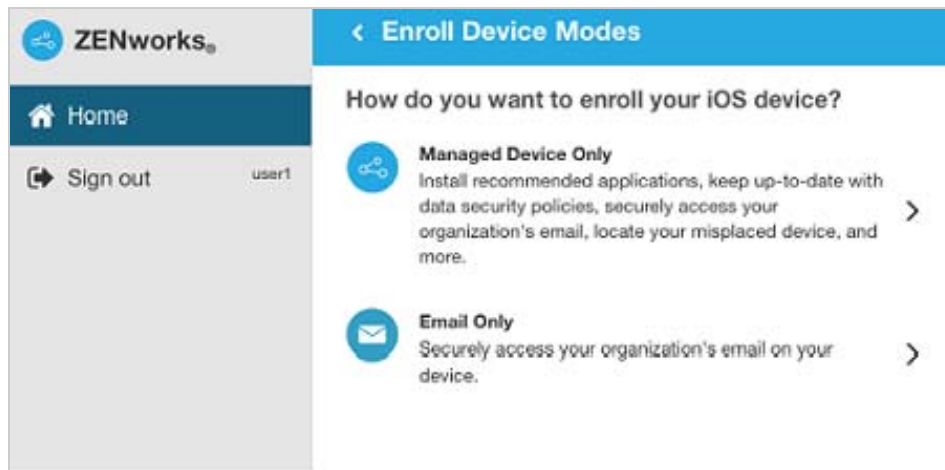 ZENworks®
Home
Sign out
user1
Enroll Device Modes
How do you want to enroll your iOS device?
Managed Device Only
Install recommended applications, keep up-to-date with
data security policies, securely access your
organization's email, locate your misplaced device, and
more.
Email Only
Securely access your organization's email on your
device.